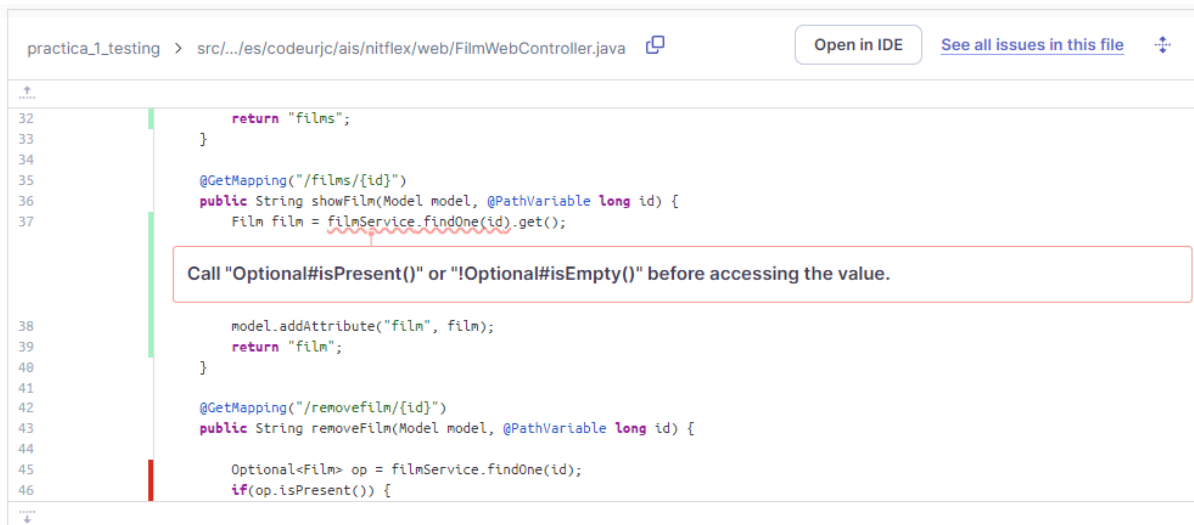 practica_1_testing > src/.../es/codeurjc/ais/nitflex/web/FilmWebController.java Open in IDE See all issues in this file
32 return "films";
33 }
34
35 @GetMapping("/films/{id}")
36 public String showFilm(Model model, @PathVariable long id) {
37 Film film = filmService.findOne(id).get();
Call "Optional#isPresent()" or "!Optional#isEmpty()" before accessing the value.
38 model.addAttribute("film", film);
39 return "film";
40 }
41
42 @GetMapping("/removefilm/{id}")
43 public String removeFilm(Model model, @PathVariable long id) {
44
45 Optional<Film> op = filmService.findOne(id);
46 if(op.isPresent()) {